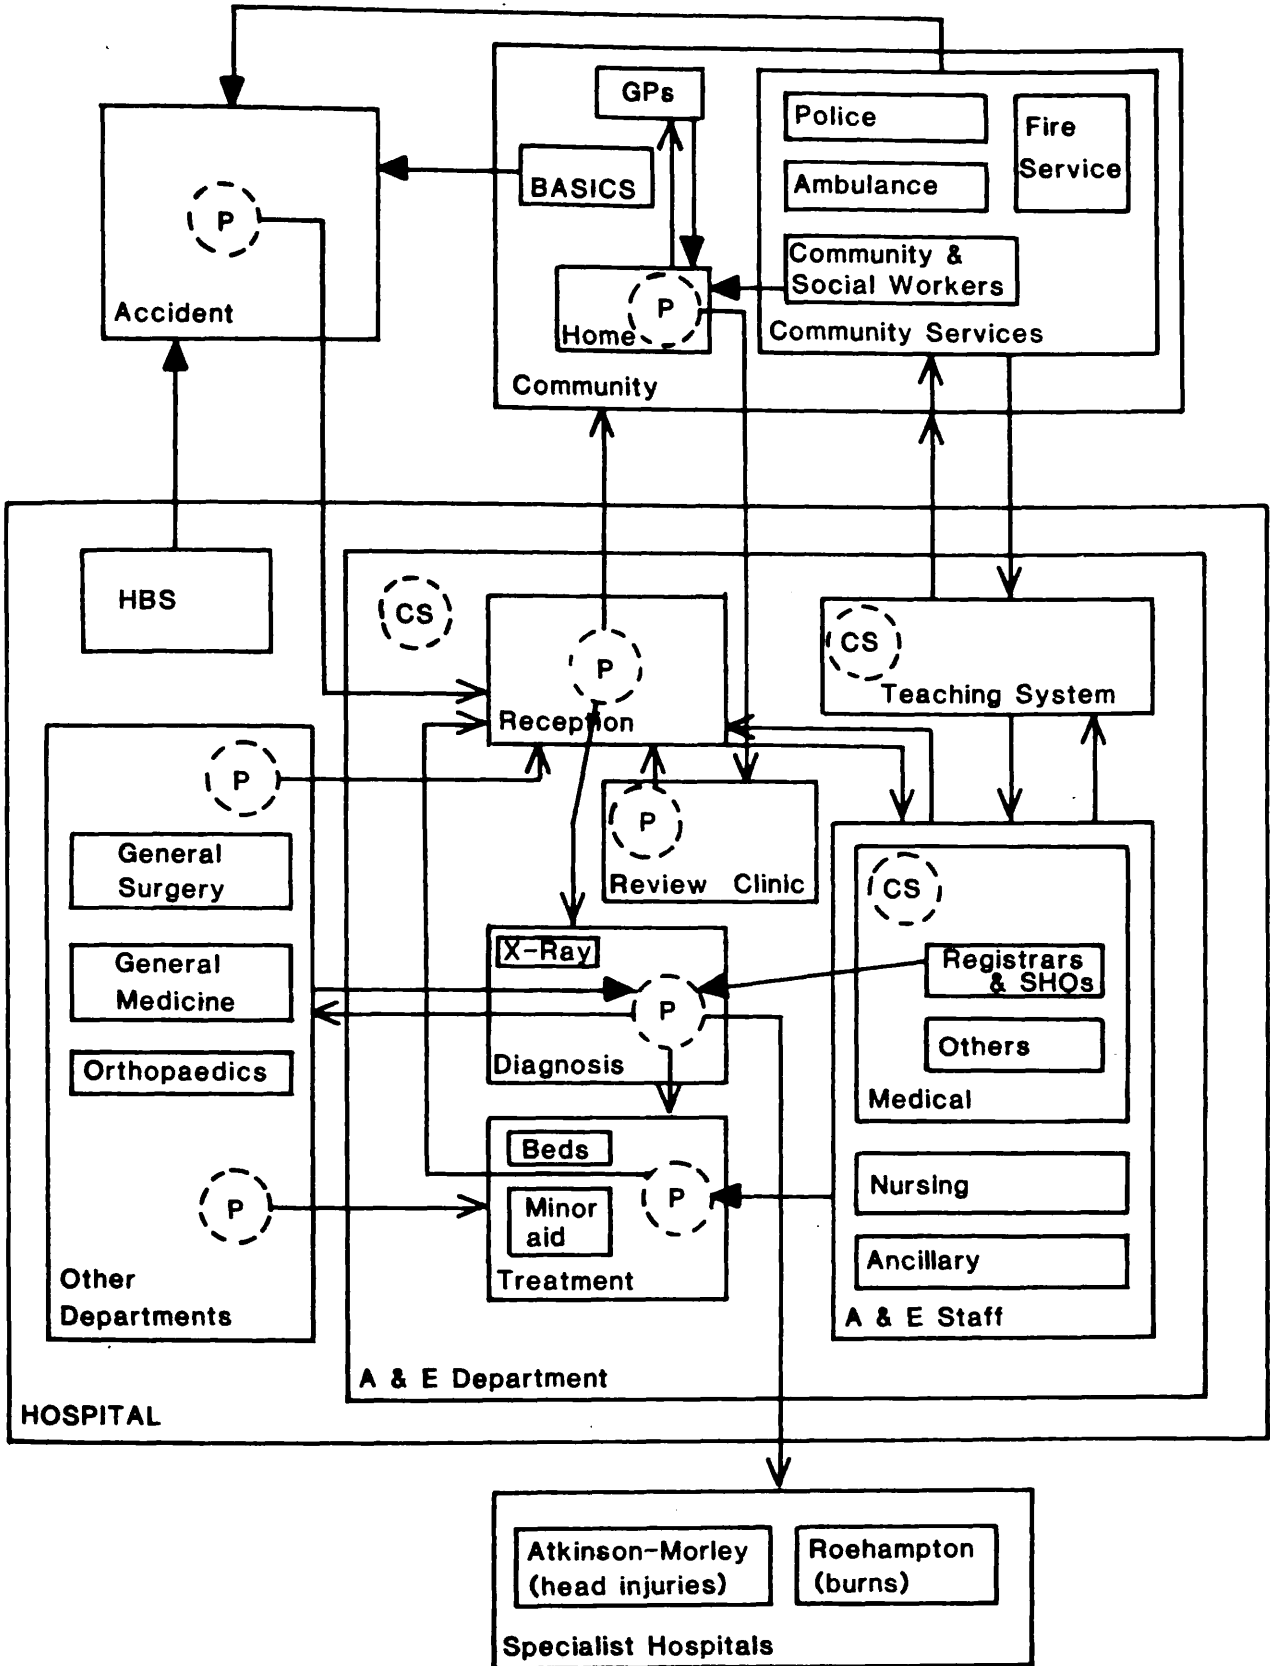 GPs
Police
Fire
Service
BASICS
Ambulance
P
Community &
Social Workers
P
Home
Accident
Community Services
Community
HBS
CS
P
Reception
CS
Teaching System
P
General
Surgery
P
Review Clinic
CS
General
Medicine
X-Ray
P
Registrars
& SHOs
Orthopaedics
Diagnosis
Others
Medical
Beds
P
Minor
aid
P
Nursing
Treatment
Ancillary
Other
Departments
A & E Staff
A & E Department
HOSPITAL
Atkinson-Morley
(head injuries)
Roehampton
(burns)
Specialist Hospitals